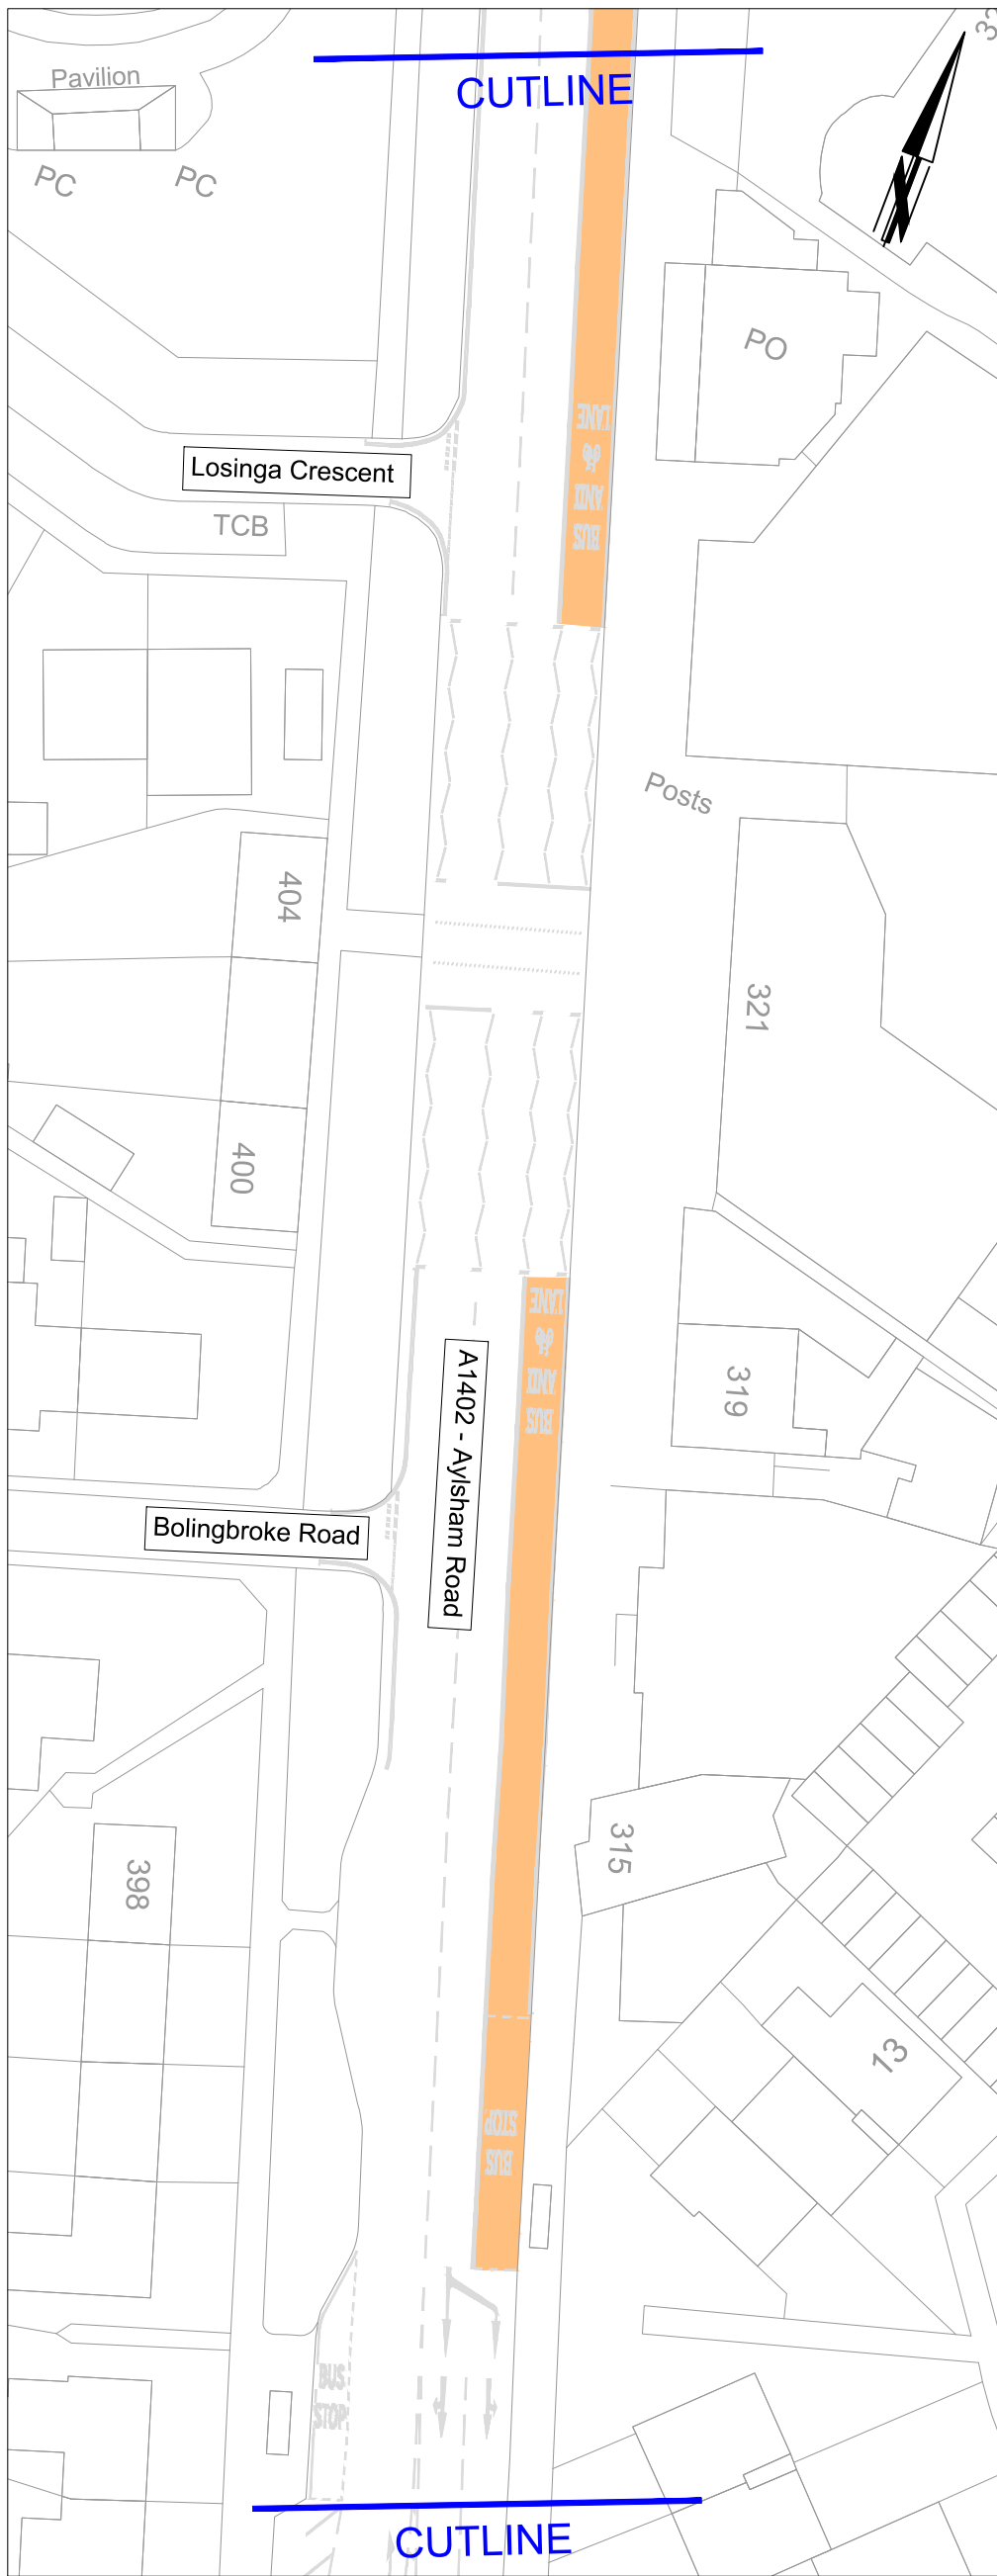 CUTLINE
Pavilion
PC
PC
PO
LANE
AND
BUS
Losinga Crescent
TCB
Posts
404
321
400
LANE
AND
BUS
A1402 - Aylsham Road
319
Bolingbroke Road
315
398
13
STOP
BUS
BUS
STOP
CUTLINE